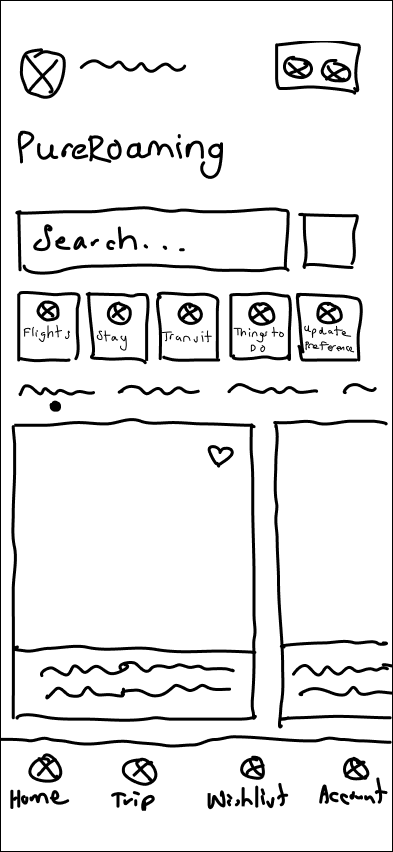 PureRoaming
Search...
Flights
Stay
Transit
Things to
Do
Update
Preference
Home
Trip
Wishlist
Account